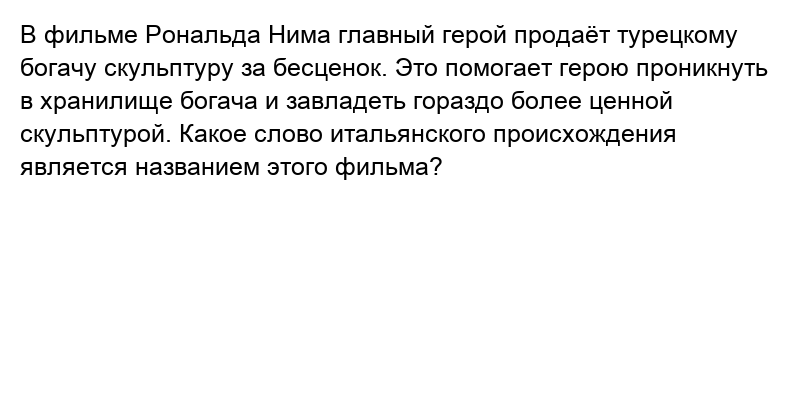 В фильме Рональда Нима главный герой продаёт турецкому
богачу скульптуру за бесценок. Это помогает герою проникнуть
в хранилище богача и завладеть гораздо более ценной
скульптурой. Какое слово итальянского происхождения
является названием этого фильма?